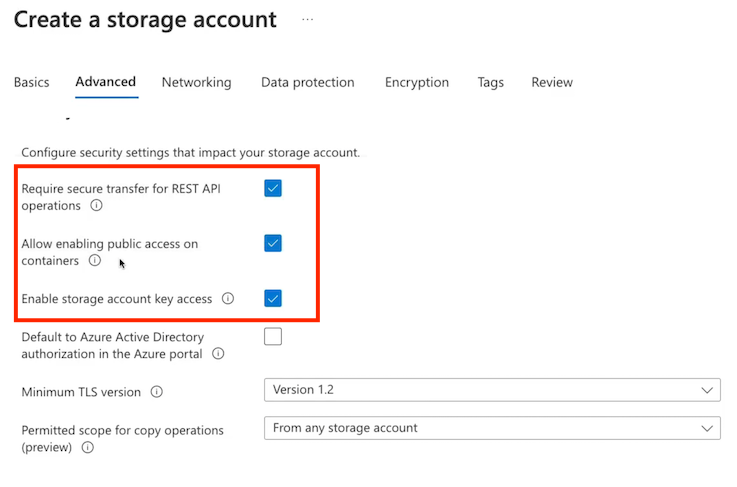 Create a storage account ...
Basics Advanced Networking Data protection Encryption Tags Review
Configure security settings that impact your storage account.
Require secure transfer for REST API
operations
Allow enabling public access on
containers
Enable storage account key access
Default to Azure Active Directory
authorization in the Azure portal
Minimum TLS version Version 1.2
Permitted scope for copy operations From any storage account
(preview)